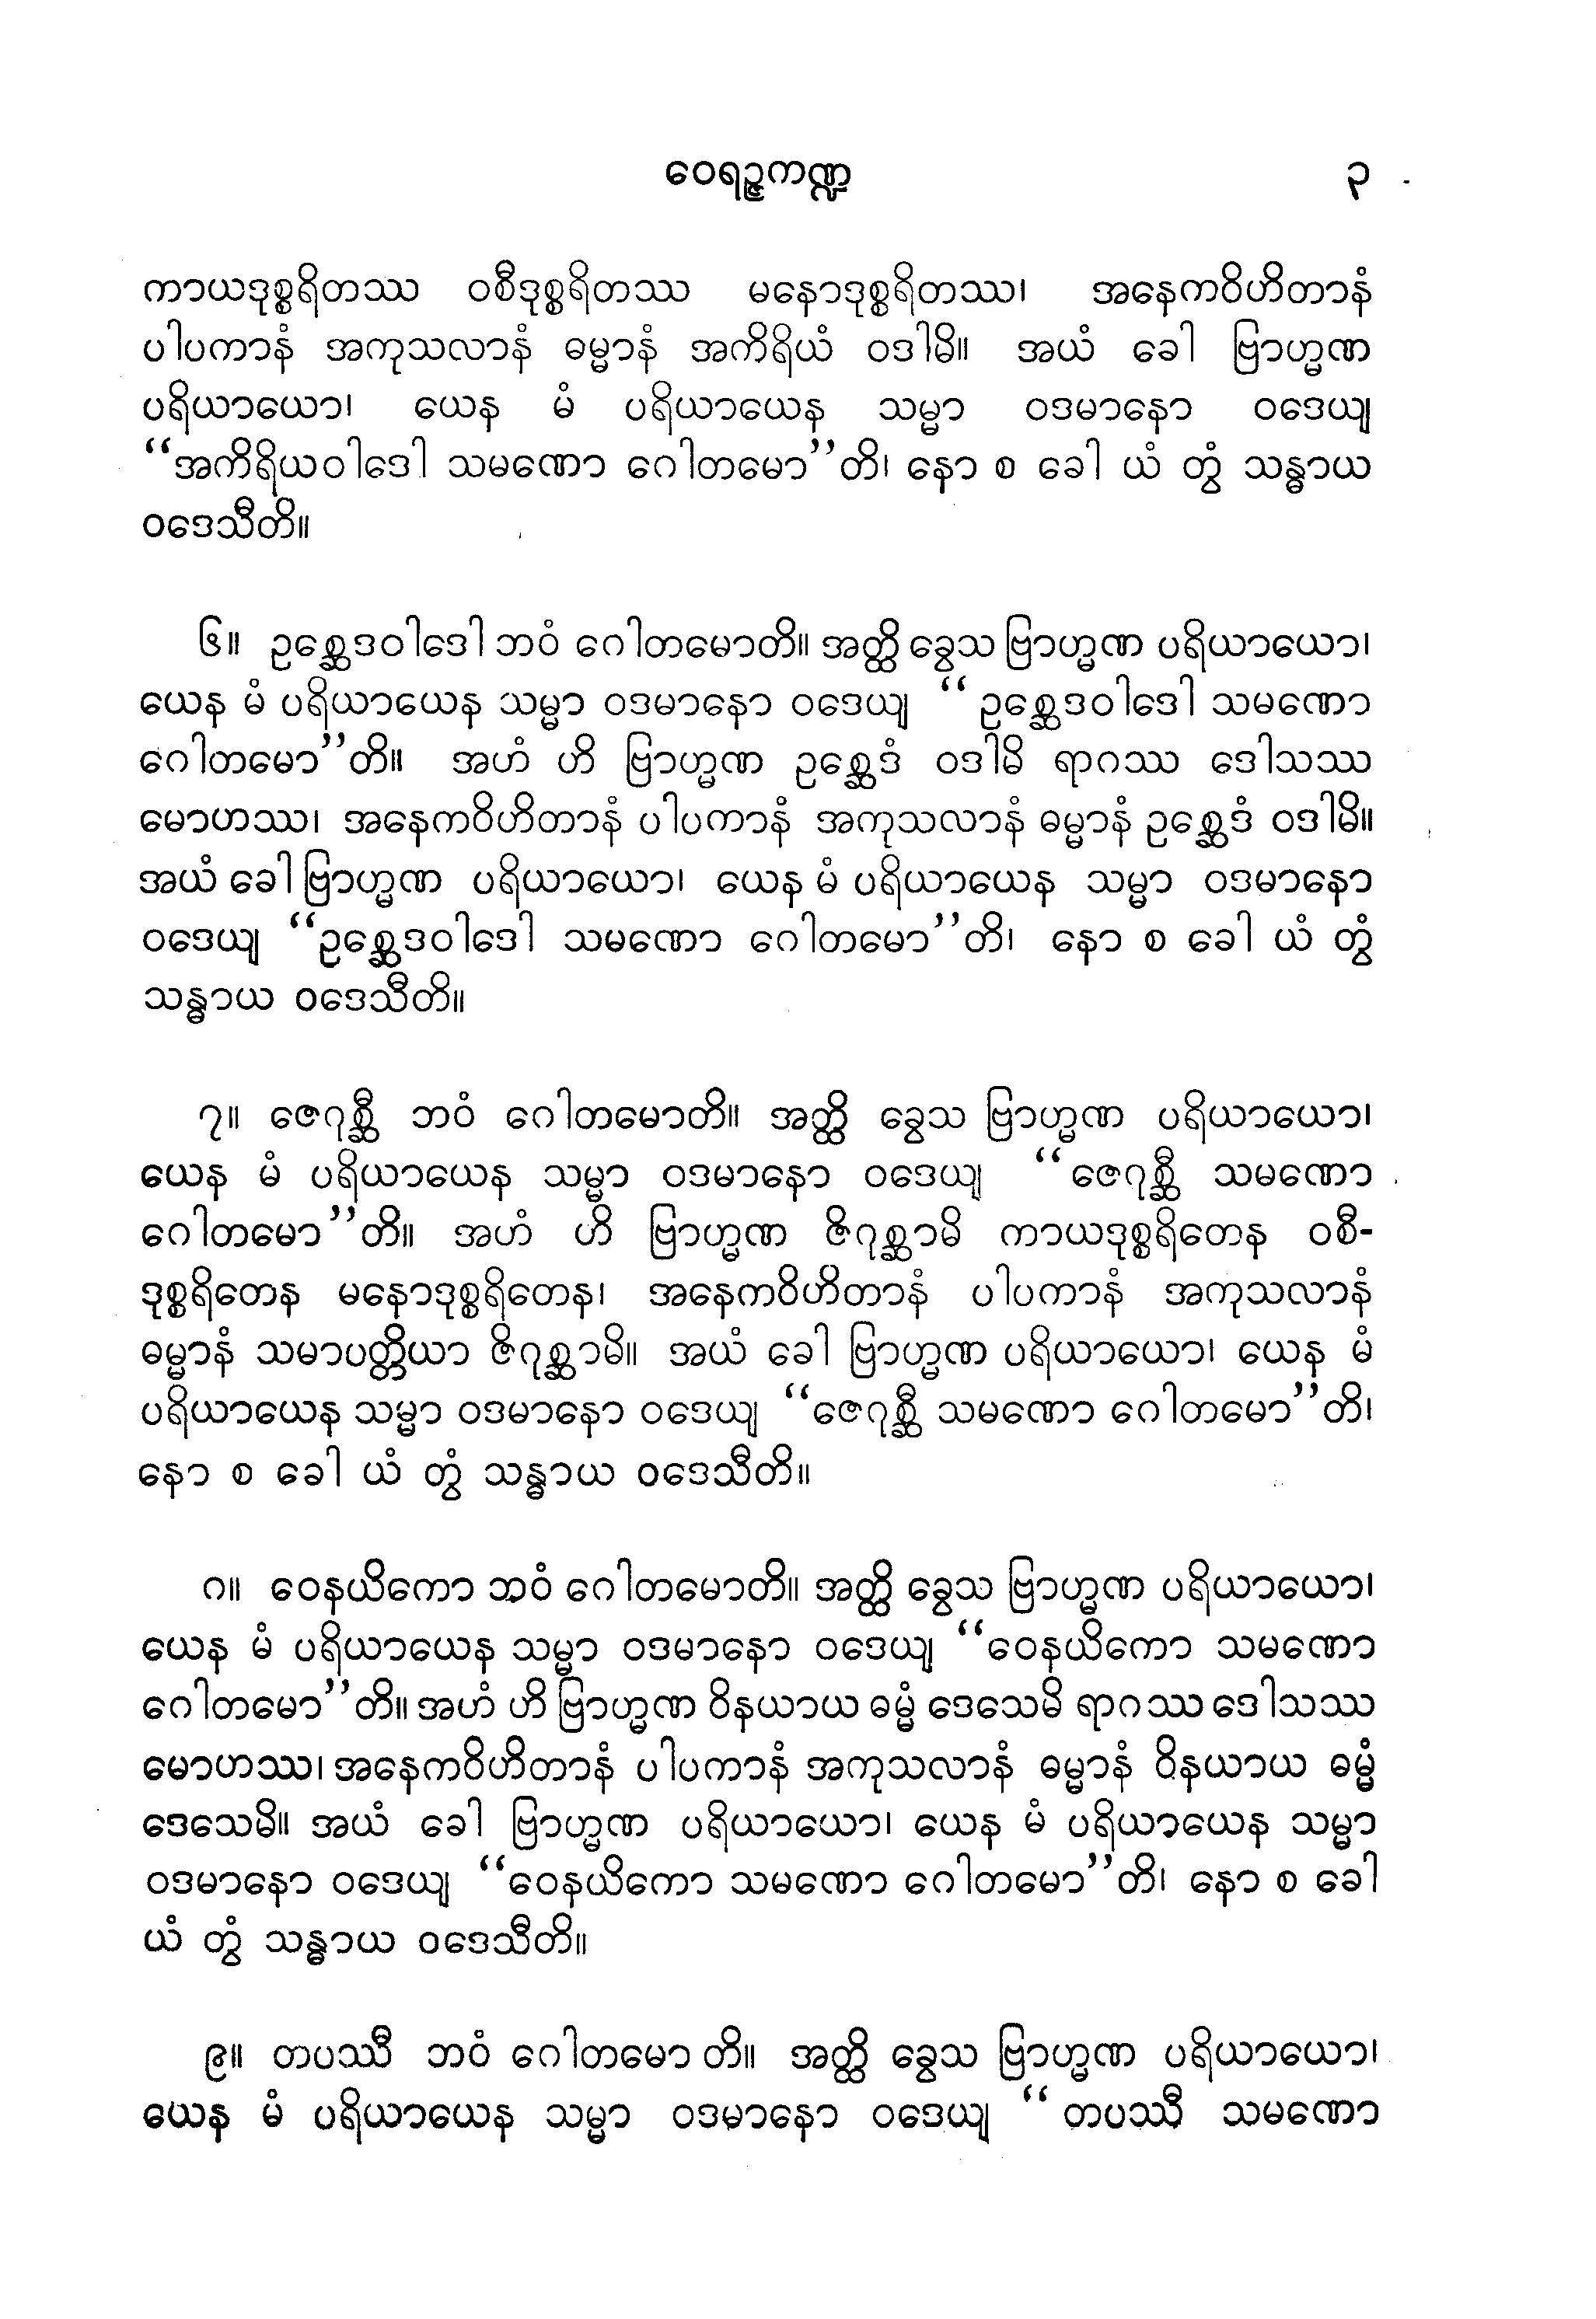 ဝေရဉ္ဇကဏ္ဍ ၃
ကာယဒုစ္စရိတဿ ဝစီဒုစ္စရိတဿ မနောဒုစ္စရိတဿ၊ အနေကဝိဟိတာနံ
ပါပကာနံ အကုသလာနံ ဓမ္မာနံ အကိရိယံ ဝဒါမိ။ အယံ ခေါ ဗြာဟ္မဏ
ပရိယာယော၊ ယေန မံ ပရိယာယေန သမ္မာ ဝဒမာနော ဝဒေယျ
“အကိရိယဝါဒေါ သမဏော ဂေါတမော”တိ၊ နော စ ခေါ ယံ တွံ သန္ဓာယ
ဝဒေသီတိ။
၆။ ဥစ္ဆေဒဝါဒေါ ဘဝံ ဂေါတမောတိ။ အတ္ထိ ခွေသ ဗြာဟ္မဏ ပရိယာယော၊
ယေန မံ ပရိယာယေန သမ္မာ ဝဒမာနော ဝဒေယျ “ ဥစ္ဆေဒဝါဒေါ သမဏော
ဂေါတမော”တိ။ အဟံ ဟိ ဗြာဟ္မဏ ဥစ္ဆေဒံ ဝဒါမိ ရာဂဿ ဒေါသဿ
မောဟဿ၊ အနေကဝိဟိတာနံ ပါပကာနံ အကုသလာနံ ဓမ္မာနံ ဥစ္ဆေဒံ ဝဒါမိ။
အယံ ခေါ ဗြာဟ္မဏ ပရိယာယော၊ ယေန မံ ပရိယာယေန သမ္မာ ဝဒမာနော
ဝဒေယျ “ဥစ္ဆေဒဝါဒေါ သမဏော ဂေါတမော”တိ၊ နော စ ခေါ ယံ တွံ
သန္ဓာယ ဝဒေသီတိ။
၇။ ဇေဂုစ္ဆီ ဘဝံ ဂေါတမောတိ။ အတ္ထိ ခွေသ ဗြာဟ္မဏ ပရိယာယော၊
ယေန မံ ပရိယာယေန သမ္မာ ဝဒမာနော ဝဒေယျ “ဇေဂုစ္ဆီ သမဏော
ဂေါတမော”တိ။ အဟံ ဟိ ဗြာဟ္မဏ ဇိဂုစ္ဆာမိ ကာယဒုစ္စရိတေန ဝစီ-
ဒုစ္စရိတေန မနောဒုစ္စရိတေန၊ အနေကဝိဟိတာနံ ပါပကာနံ အကုသလာနံ
ဓမ္မာနံ သမာပတ္တိယာ ဇိဂုစ္ဆာမိ။ အယံ ခေါ ဗြာဟ္မဏ ပရိယာယော၊ ယေန မံ
ပရိယာယေန သမ္မာ ဝဒမာနော ဝဒေယျ “ဇေဂုစ္ဆီ သမဏော ဂေါတမော”တိ၊
နော စ ခေါ ယံ တွံ သန္ဓာယ ဝဒေသီတိ။
၈။ ဝေနယိကော ဘဝံ ဂေါတမောတိ။ အတ္ထိ ခွေသ ဗြာဟ္မဏ ပရိယာယော၊
ယေန မံ ပရိယာယေန သမ္မာ ဝဒမာနော ဝဒေယျ “ဝေနယိကော သမဏော
ဂေါတမော”တိ။ အဟံ ဟိ ဗြာဟ္မဏ ဝိနယာယ ဓမ္မံ ဒေသေမိ ရာဂဿ ဒေါသဿ
မောဟဿ၊ အနေကဝိဟိတာနံ ပါပကာနံ အကုသလာနံ ဓမ္မာနံ ဝိနယာယ ဓမ္မံ
ဒေသေမိ။ အယံ ခေါ ဗြာဟ္မဏ ပရိယာယော၊ ယေန မံ ပရိယာယေန သမ္မာ
ဝဒမာနော ဝဒေယျ “ဝေနယိကော သမဏော ဂေါတမော”တိ၊ နော စ ခေါ
ယံ တွံ သန္ဓာယ ဝဒေသီတိ။
၉။ တပဿီ ဘဝံ ဂေါတမော တိ။ အတ္ထိ ခွေသ ဗြာဟ္မဏ ပရိယာယော၊
ယေန မံ ပရိယာယေန သမ္မာ ဝဒမာနော ဝဒေယျ “ တပဿီ သမဏော